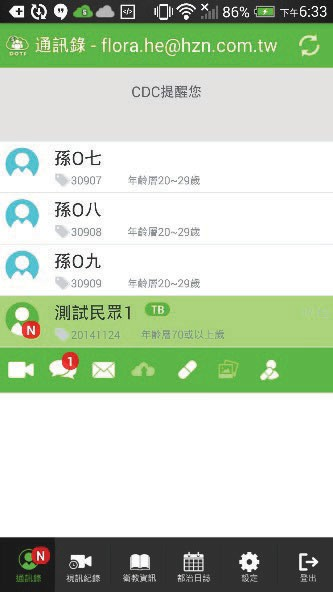 86% 下午6:33
DOTS 通訊錄 - flora.he@hzn.com.tw
CDC提醒您
孫O七
30907 年齡層20~29歲
孫O八
30908 年齡層20~29歲
孫O九
30909 年齡層20~29歲
測試民眾1 TB
N 20141124 年齡層70或以上歲
1
N
通訊錄 視訊紀錄 衛教資訊 都治日誌 設定 登出